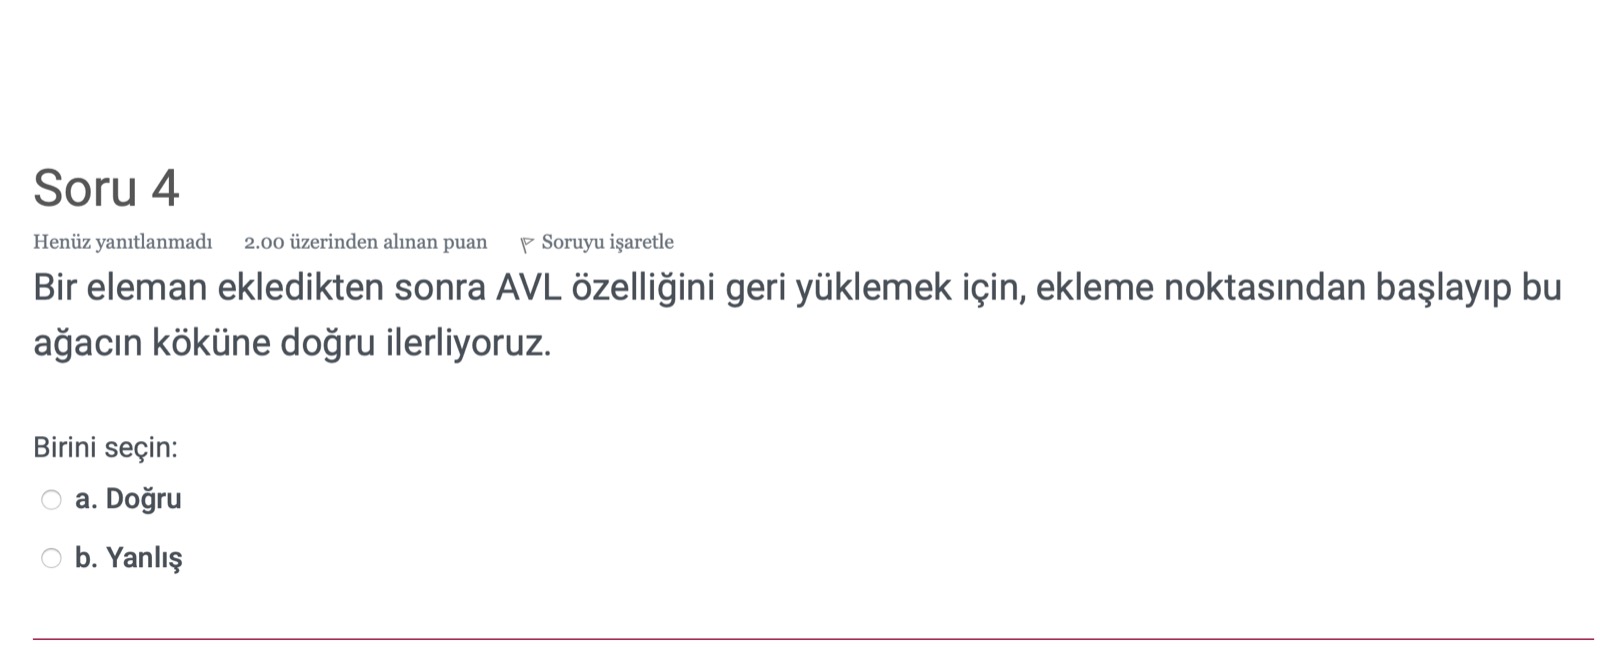 Soru 4
Henüz yanıtlanmadı 2.00 üzerinden alınan puan Soruyu işaretle
Bir eleman ekledikten sonra AVL özelliğini geri yüklemek için, ekleme noktasından başlayıp bu
ağacın köküne doğru ilerliyoruz.
Birini seçin:
a. Doğru
b. Yanlış